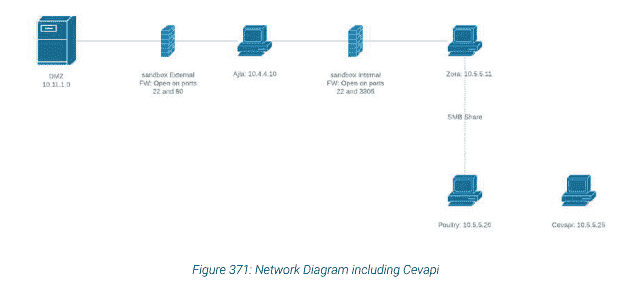 DMZ
10.11.1.0
sandbox External
FW: Open on ports
22 and 80
Ajla: 10.4.4.10
sandbox Internal
FW: Open on ports
22 and 3306
Zora: 10.5.5.11
SMB Share
Poultry: 10.5.5.20
Cevapi: 10.5.5.25
Figure 371: Network Diagram including Cevapi